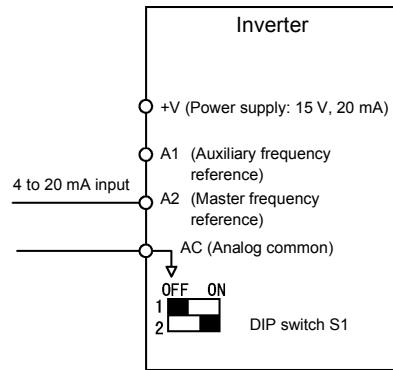 Inverter
+V (Power supply: 15 V, 20 mA)
A1 (Auxiliary frequency
reference)
4 to 20 mA input
A2 (Master frequency
reference)
AC (Analog common)
OFF ON
1
2
DIP switch S1